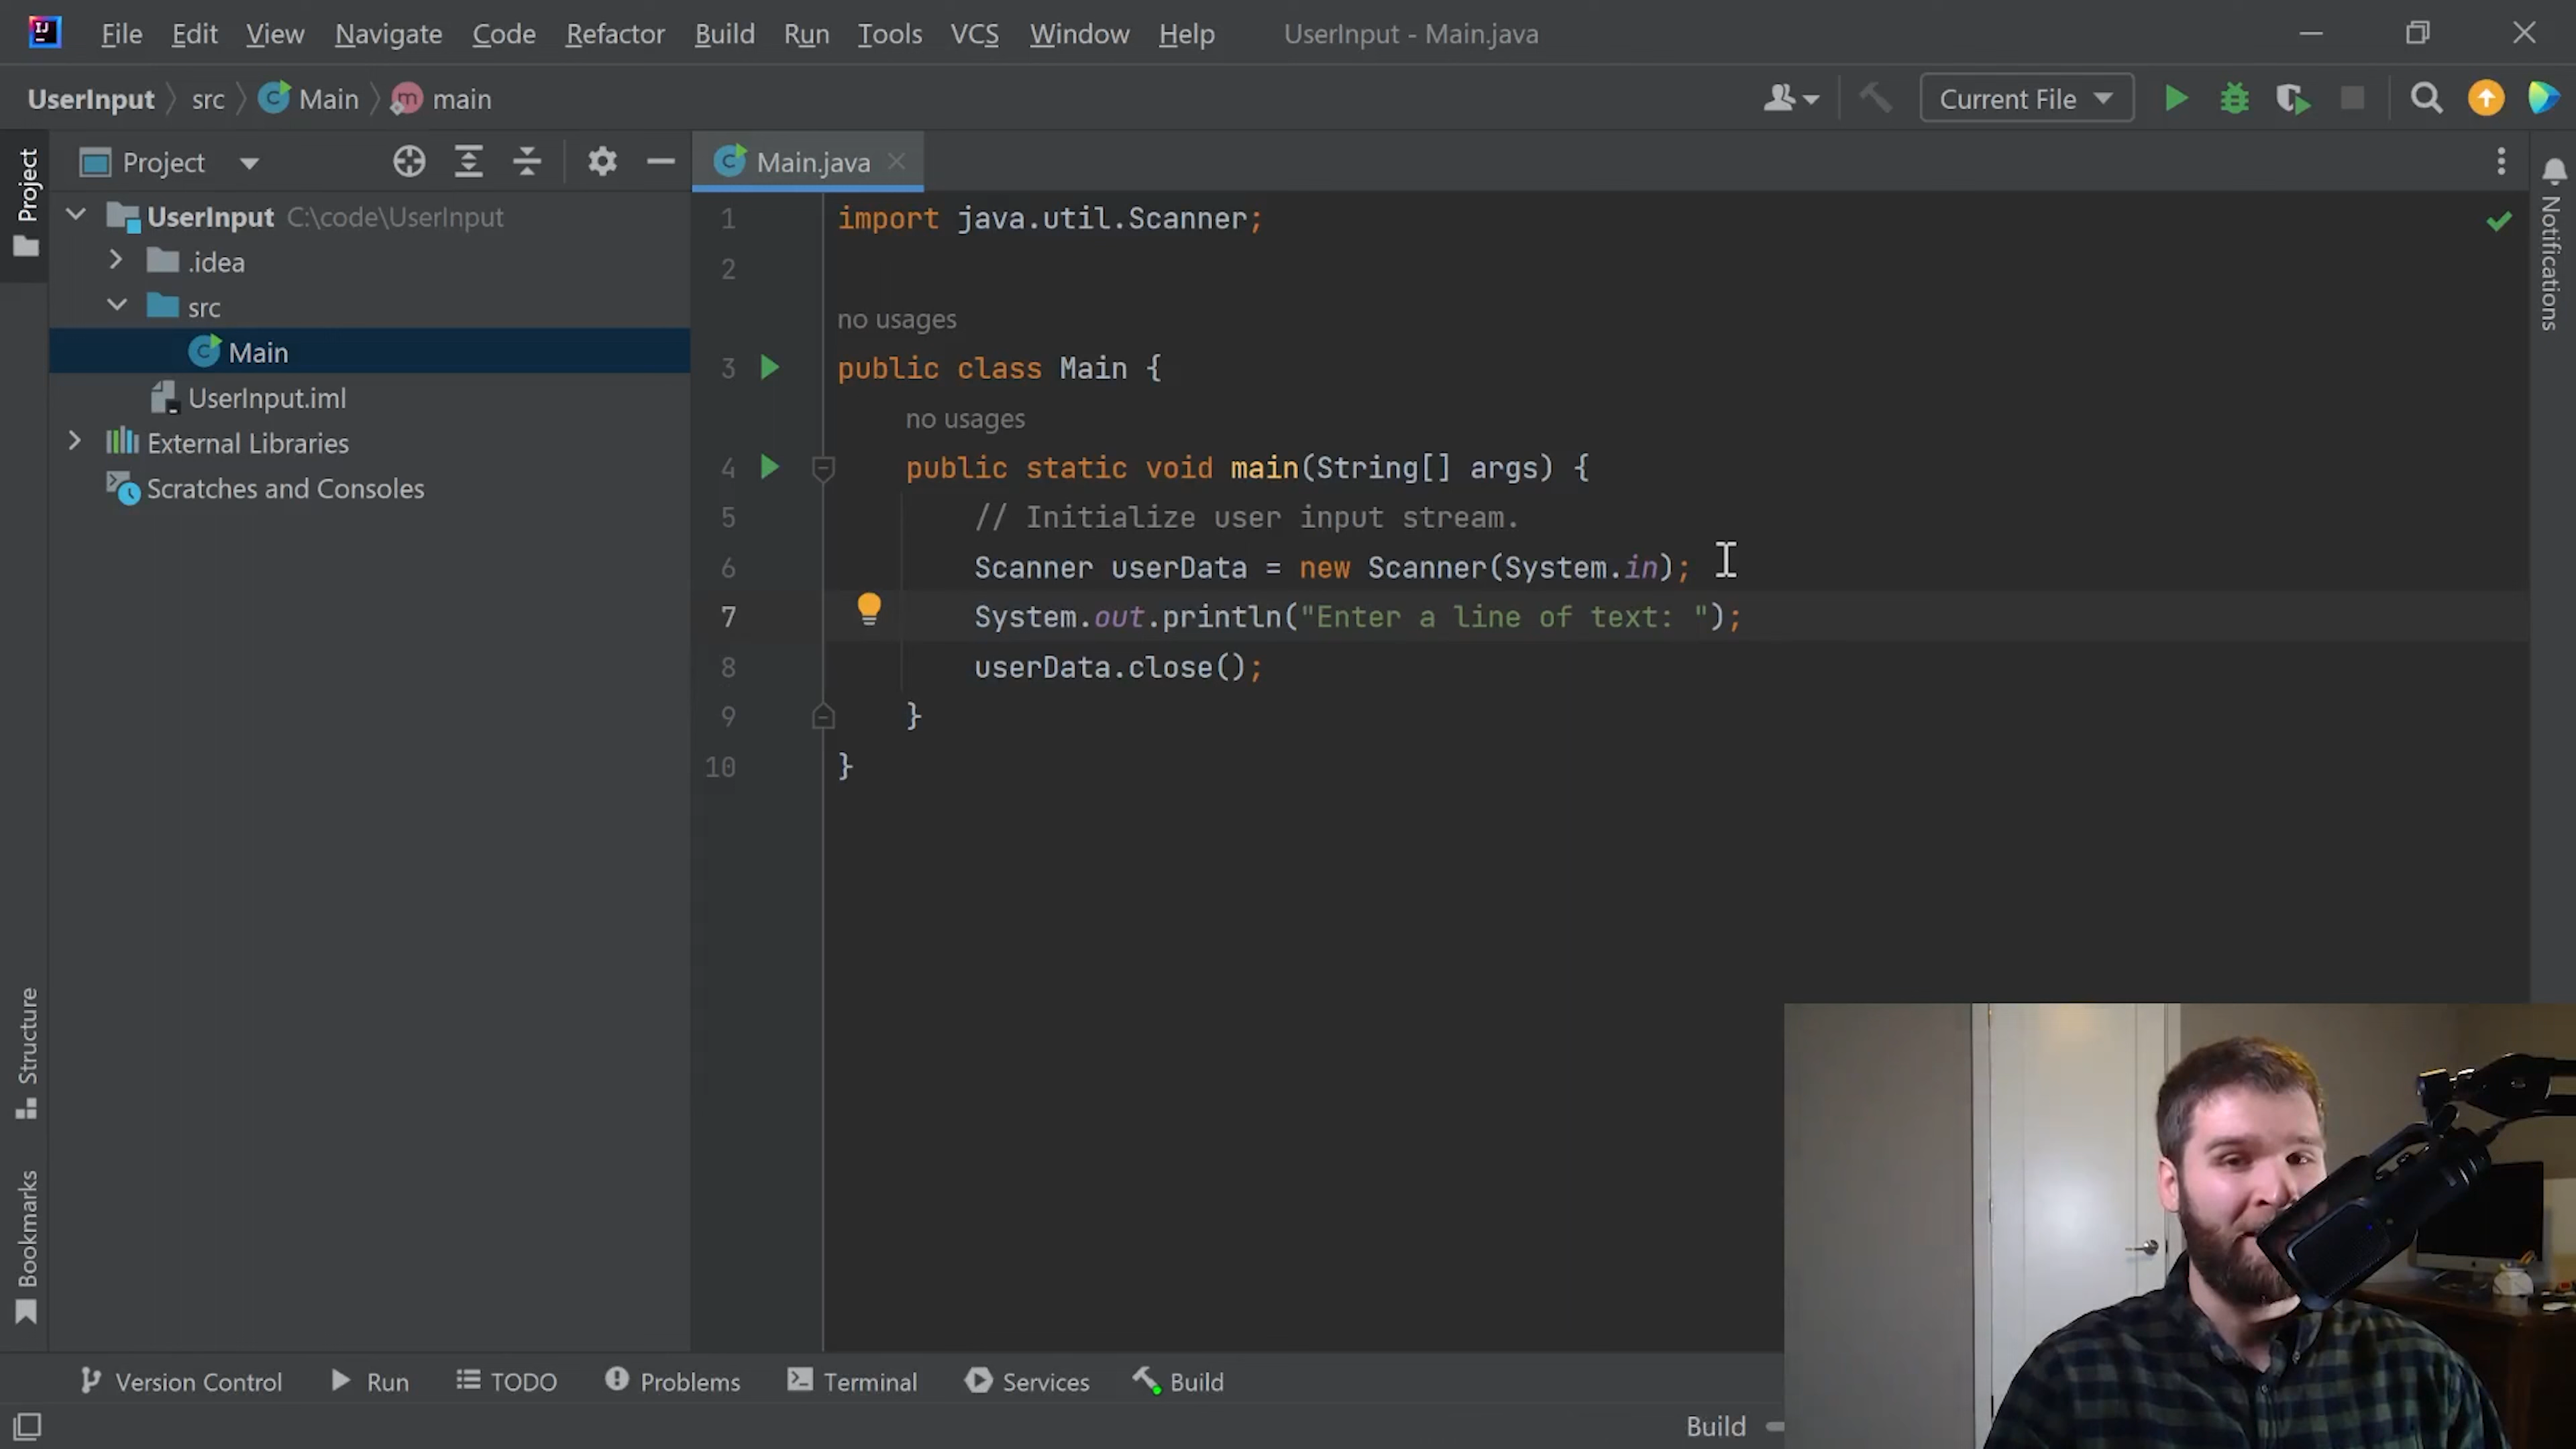 File Edit View Navigate Code Refactor Build Run Tools VCS Window Help UserInput - Main.java
UserInput src Main main Current File
Project
Project
Main.java
Notifications
UserInput C:\code\UserInput
.idea
src
Main
UserInput.iml
External Libraries
Scratches and Consoles
1 import java.util.Scanner;
2
no usages
3 public class Main {
no usages
4 public static void main(String[] args) {
5 // Initialize user input stream.
6 Scanner userData = new Scanner(System.in);
7 System.out.println("Enter a line of text: ");
8 userData.close();
9 }
10 }
Structure
Bookmarks
Version Control Run TODO Problems Terminal Services Build
Build